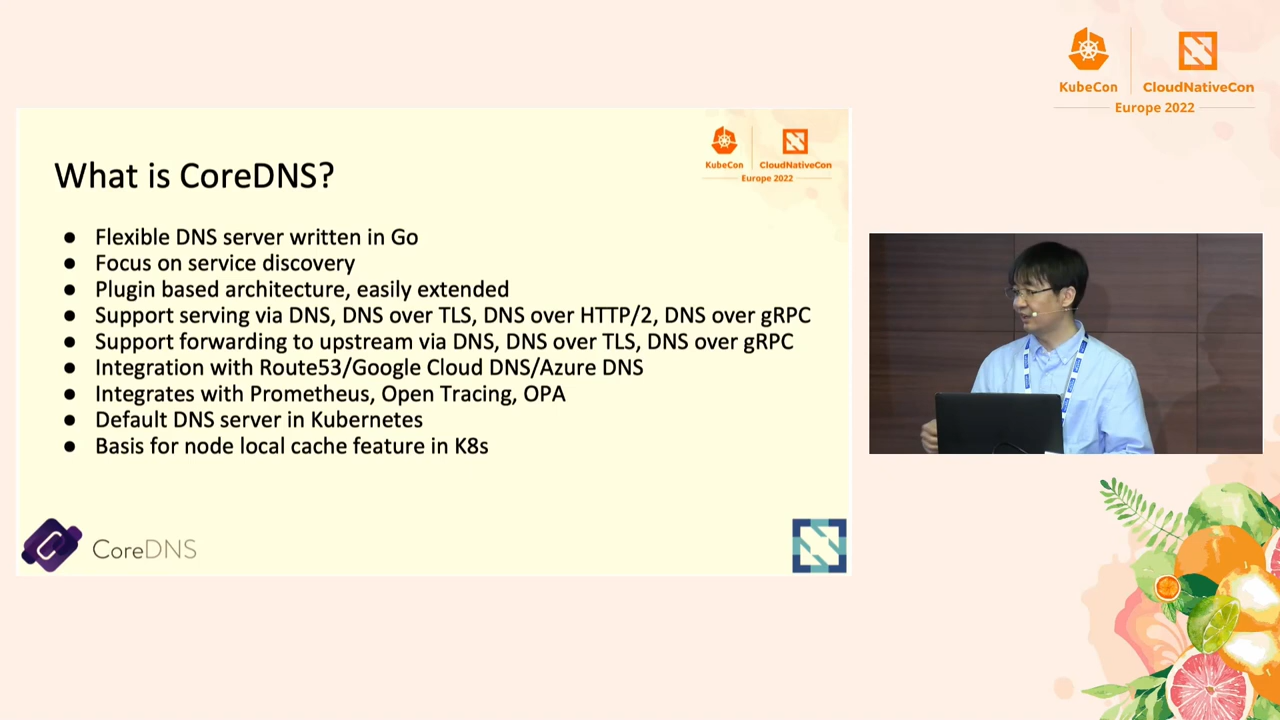 KubeCon
CloudNativeCon
Europe 2022
KubeCon
CloudNativeCon
Europe 2022
What is CoreDNS?
● Flexible DNS server written in Go
● Focus on service discovery
● Plugin based architecture, easily extended
● Support serving via DNS, DNS over TLS, DNS over HTTP/2, DNS over gRPC
● Support forwarding to upstream via DNS, DNS over TLS, DNS over gRPC
● Integration with Route53/Google Cloud DNS/Azure DNS
● Integrates with Prometheus, Open Tracing, OPA
● Default DNS server in Kubernetes
● Basis for node local cache feature in K8s
CoreDNS